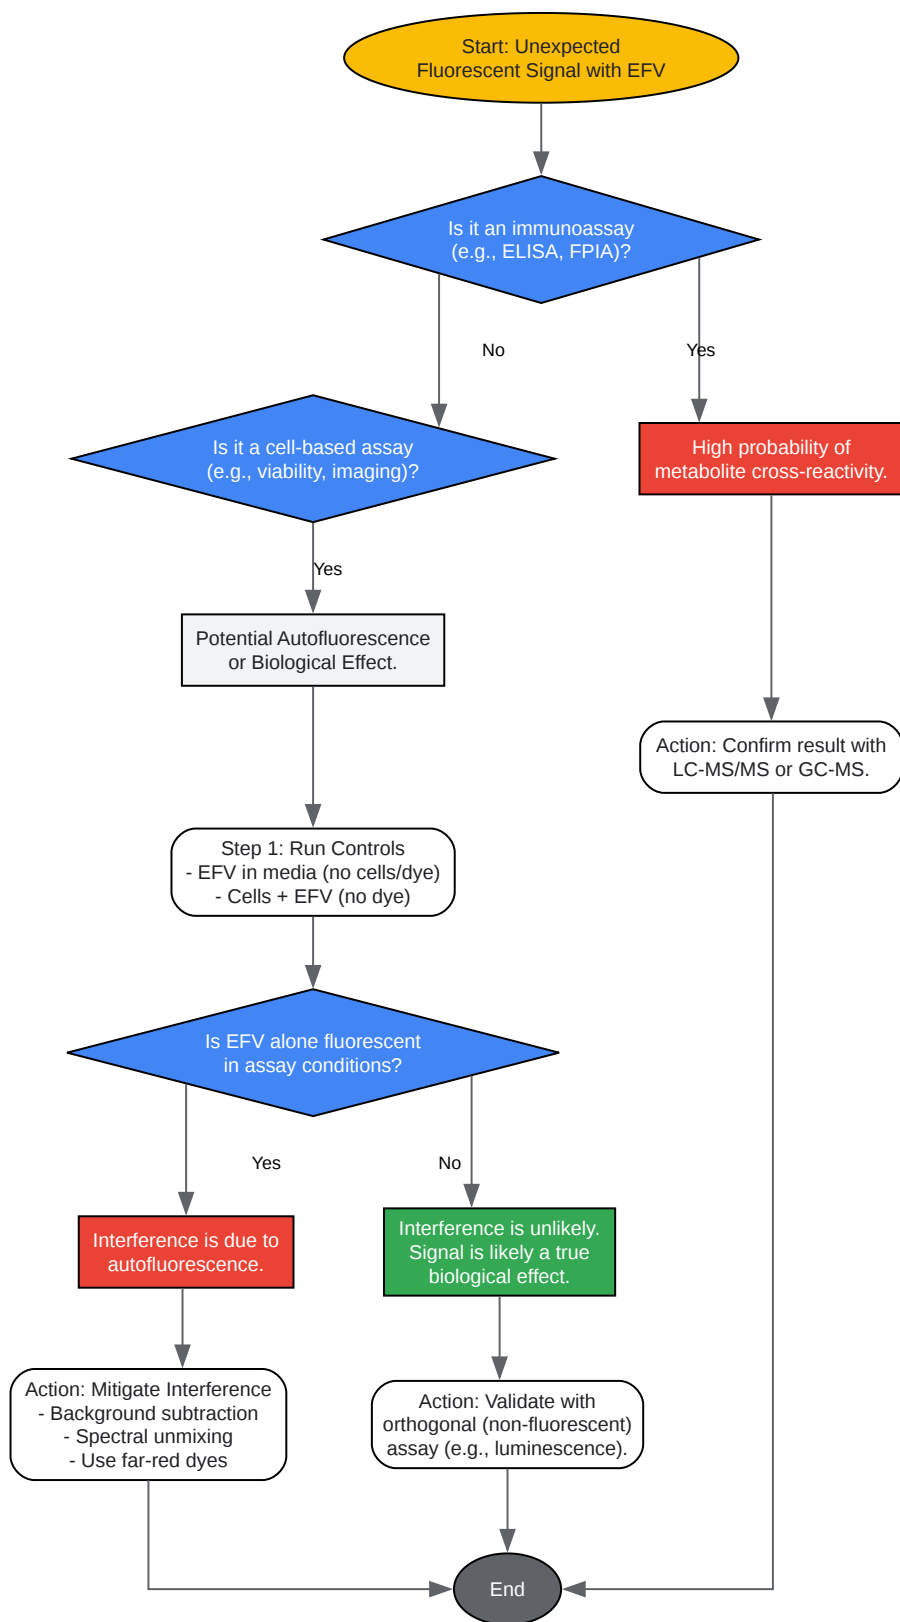 Start: Unexpected
Fluorescent Signal with EFV
Is it an immunoassay
(e.g., ELISA, FPIA)?
No
Yes
Is it a cell-based assay
(e.g., viability, imaging)?
High probability of
metabolite cross-reactivity.
Yes
Potential Autofluorescence
or Biological Effect.
Action: Confirm result with
LC-MS/MS or GC-MS.
Step 1: Run Controls
- EFV in media (no cells/dye)
- Cells + EFV (no dye)
Is EFV alone fluorescent
in assay conditions?
Yes
No
Interference is due to
autofluorescence.
Interference is unlikely.
Signal is likely a true
biological effect.
Action: Mitigate Interference
- Background subtraction
- Spectral unmixing
- Use far-red dyes
Action: Validate with
orthogonal (non-fluorescent)
assay (e.g., luminescence).
End